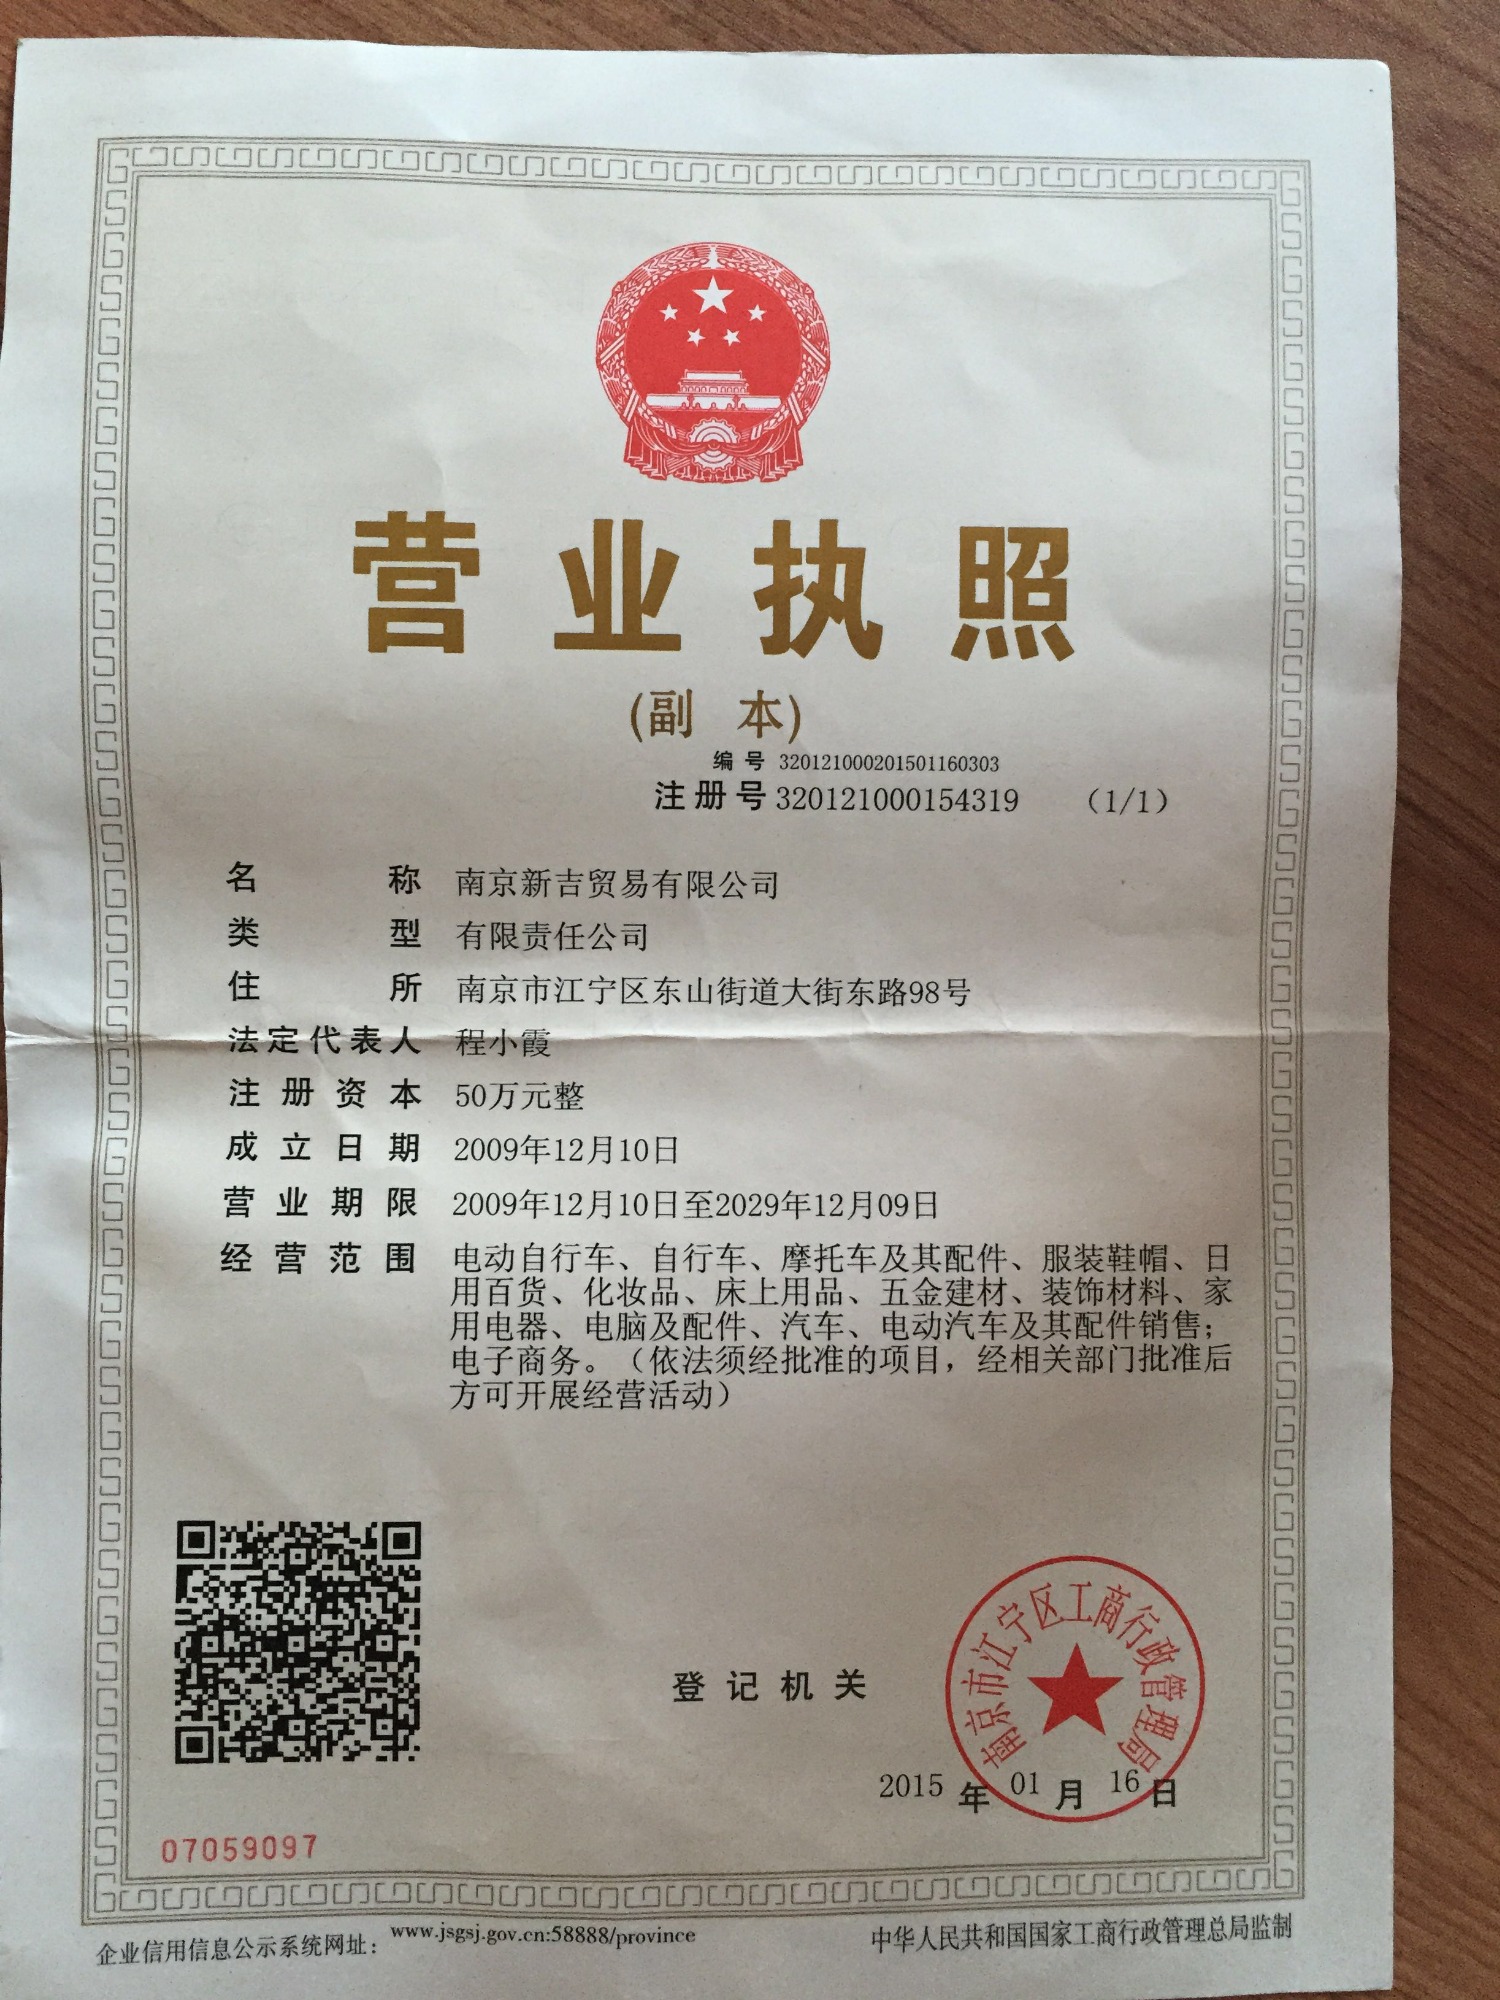 营业执照
(副 本)
编号 320121000201501160303
注册号 320121000154319 （1/1）
名 称 南京新吉贸易有限公司
类 型 有限责任公司
住 所 南京市江宁区东山街道大街东路98号
法定代表人 程小霞
注册资本 50万元整
成立日期 2009年12月10日
营业期限 2009年12月10日至2029年12月09日
经营范围 电动自行车、自行车、摩托车及其配件、服装鞋帽、日
用百货、化妆品、床上用品、五金建材、装饰材料、家
用电器、电脑及配件、汽车、电动汽车及其配件销售；
电子商务。（依法须经批准的项目，经相关部门批准后
方可开展经营活动）
南京市江宁区工商行政管理局
登记机关
2015 年 01 月 16 日
07059097
企业信用信息公示系统网址： www.jsgsj.gov.cn:58888/province 中华人民共和国国家工商行政管理总局监制